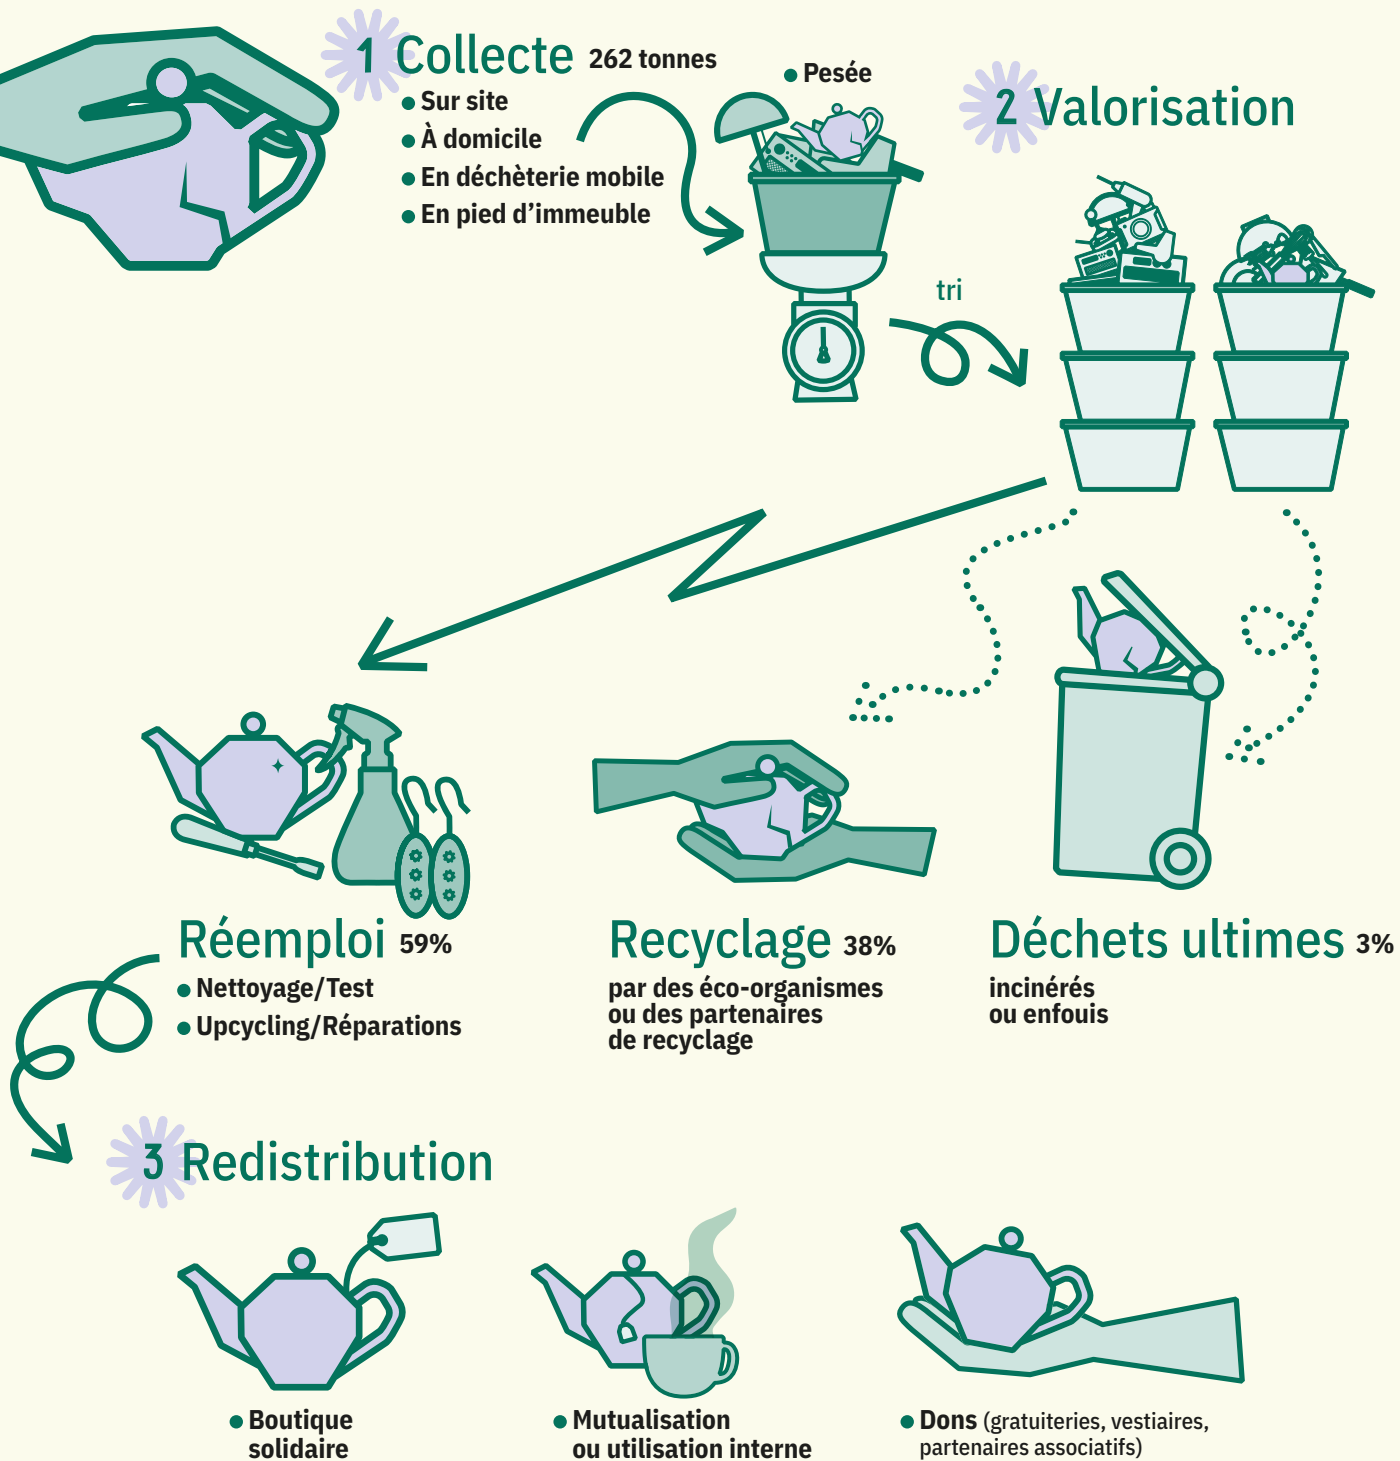 1 Collecte 262 tonnes
● Sur site
● À domicile
● En déchèterie mobile
● En pied d’immeuble
● Pesée
tri
2 Valorisation
Réemploi 59%
● Nettoyage/Test
● Upcycling/Réparations
Recyclage 38%
par des éco-organismes
ou des partenaires
de recyclage
Déchets ultimes 3%
incinérés
ou enfouis
3 Redistribution
● Boutique
solidaire
● Mutualisation
ou utilisation interne
● Dons (gratuiteries, vestiaires,
partenaires associatifs)